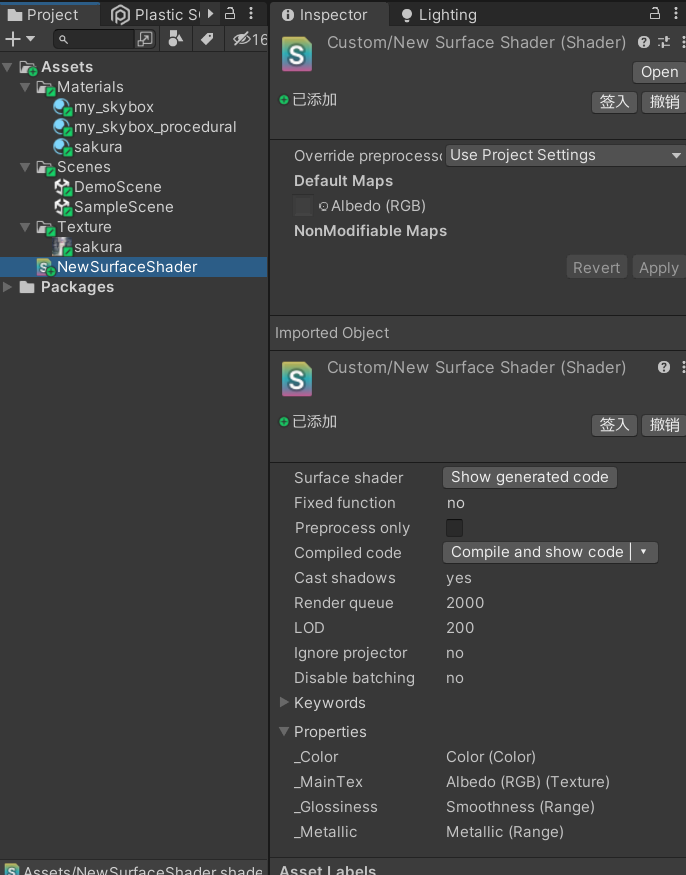 Project
Plastic S
16
Assets
Materials
my_skybox
my_skybox_procedural
sakura
Scenes
DemoScene
SampleScene
Texture
sakura
NewSurfaceShader
Packages
Assets/NewSurfaceShader.shade
Inspector
Lighting
Custom/New Surface Shader (Shader)
Open
已添加
签入
撤销
Override preprocesso
Use Project Settings
Default Maps
Albedo (RGB)
NonModifiable Maps
Revert
Apply
Imported Object
Custom/New Surface Shader (Shader)
已添加
签入
撤销
Surface shader
Show generated code
Fixed function
no
Preprocess only
Compiled code
Compile and show code
Cast shadows
yes
Render queue
2000
LOD
200
Ignore projector
no
Disable batching
no
Keywords
Properties
_Color
Color (Color)
_MainTex
Albedo (RGB) (Texture)
_Glossiness
Smoothness (Range)
_Metallic
Metallic (Range)
Asset Labels